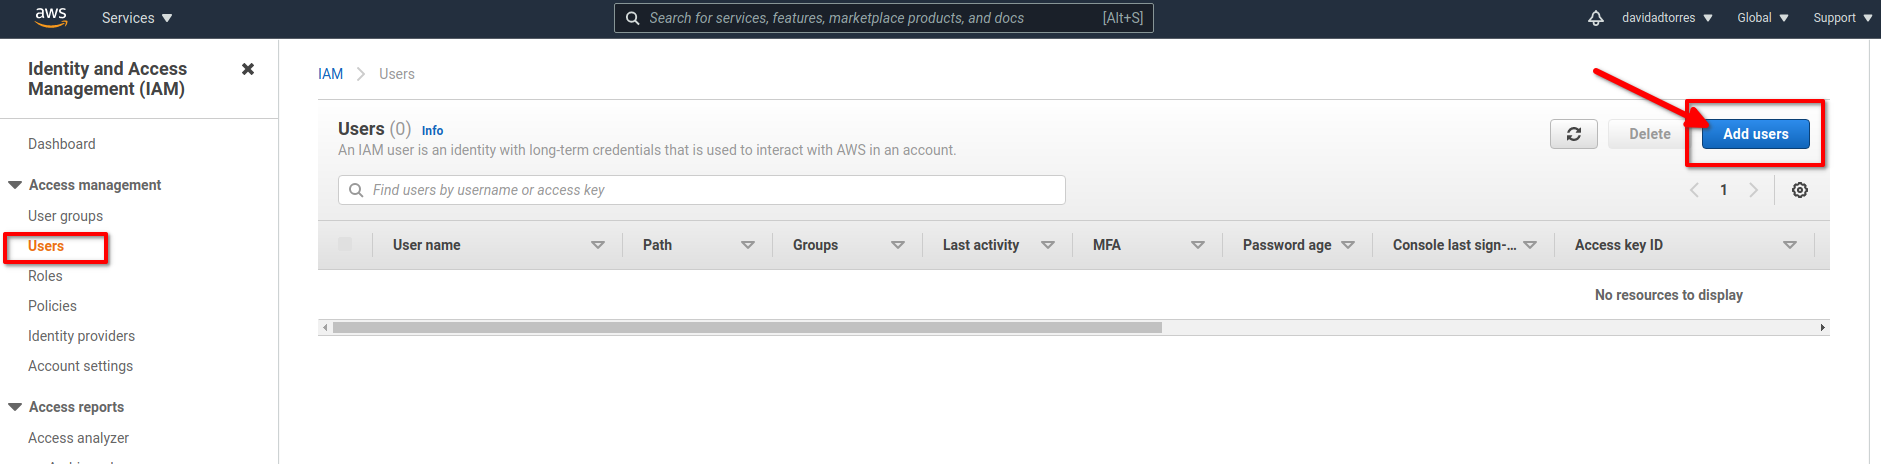 aws Services Search for services, features, marketplace products, and docs [Alt+S] davidadtorres Global Support
Identity and Access
Management (IAM)
Dashboard
Access management
User groups
Users
Roles
Policies
Identity providers
Account settings
Access reports
Access analyzer
IAM Users
Users (0) Info
An IAM user is an identity with long-term credentials that is used to interact with AWS in an account.
Delete Add users
Find users by username or access key
1
User name Path Groups Last activity MFA Password age Console last sign-... Access key ID
No resources to display